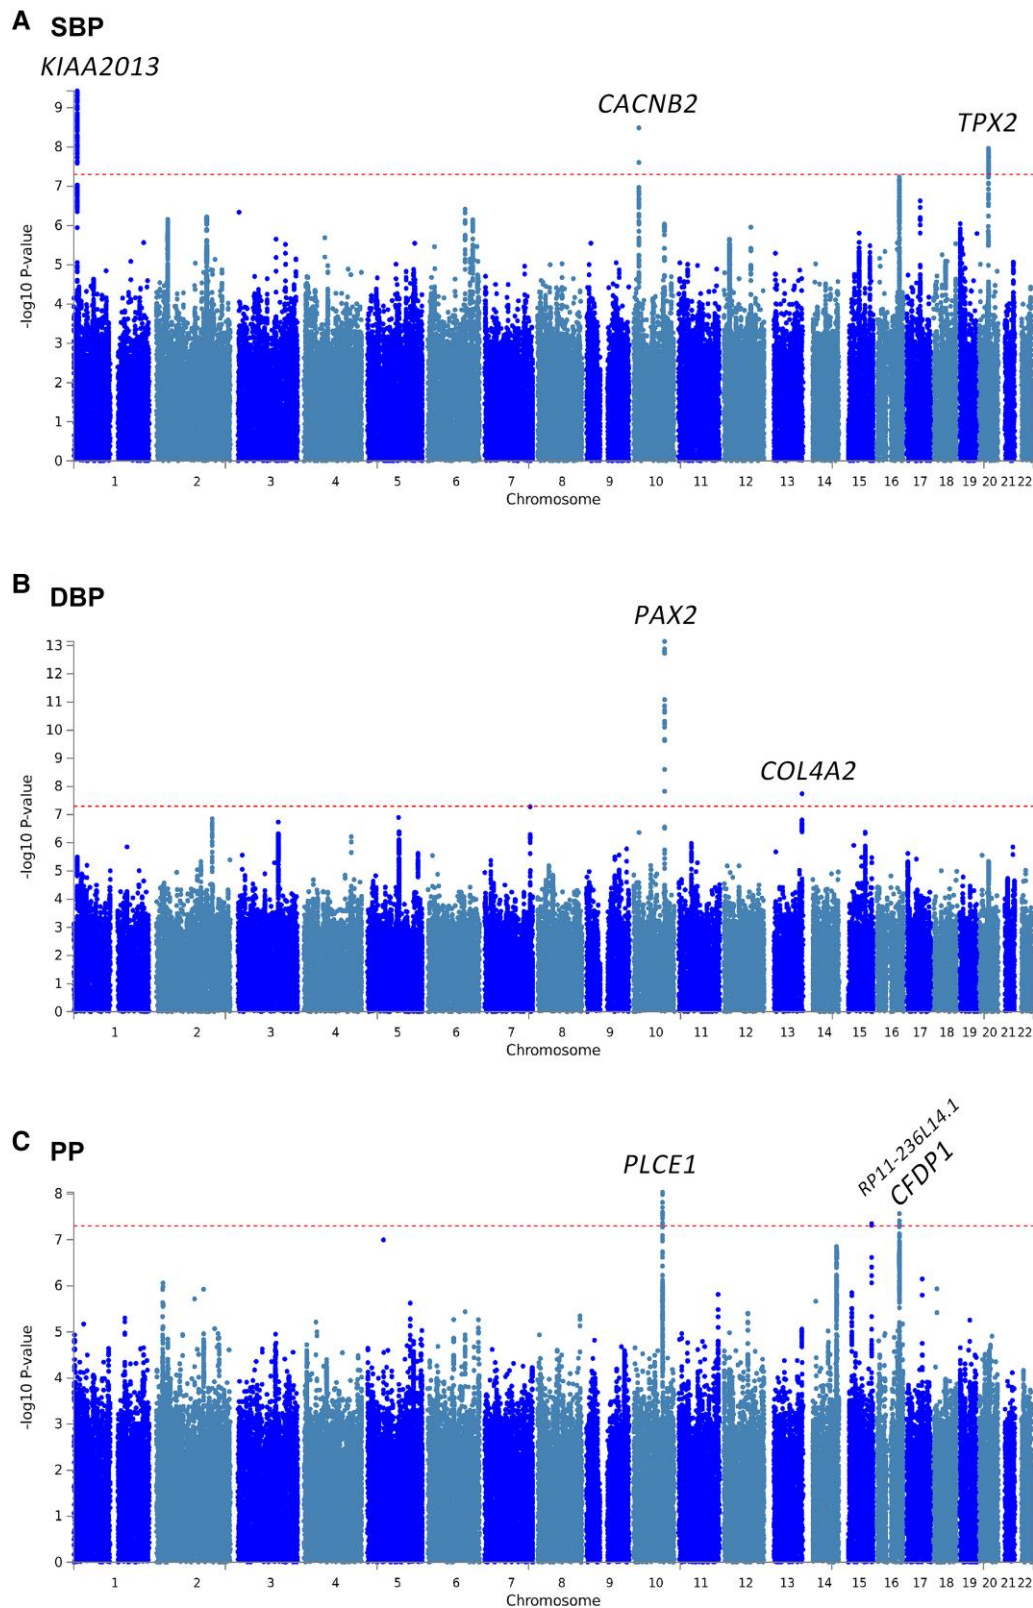 A SBP
KIAA2013
CACNB2
TPX2
9
8
7
6
5
4
3
2
1
0
-log10 P-value
1 2 3 4 5 6 7 8 9 10 11 12 13 14 15 16 17 18 19 20 21 22
Chromosome
B DBP
PAX2
COL4A2
13
12
11
10
9
8
7
6
5
4
3
2
1
0
-log10 P-value
1 2 3 4 5 6 7 8 9 10 11 12 13 14 15 16 17 18 19 20 21 22
Chromosome
C PP
PLCE1
RP11-236L14.1
CFDP1
8
7
6
5
4
3
2
1
0
-log10 P-value
1 2 3 4 5 6 7 8 9 10 11 12 13 14 15 16 17 18 19 20 21 22
Chromosome